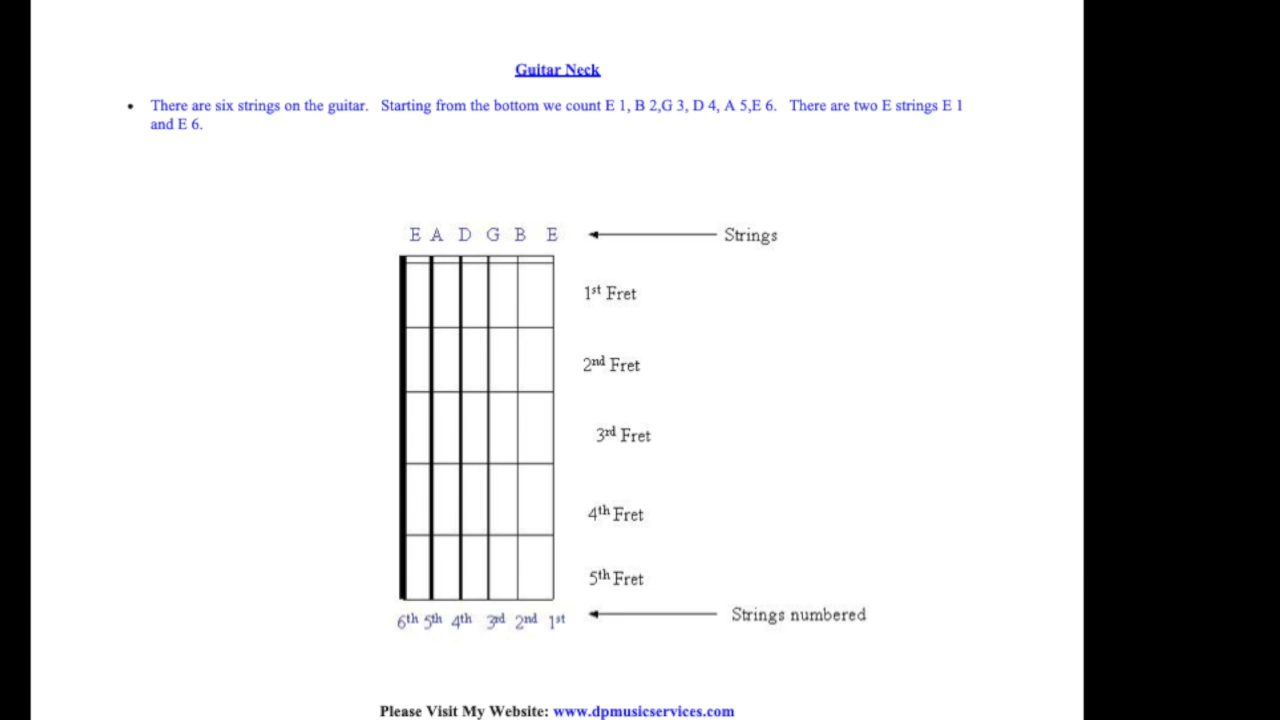 Guitar Neck
• There are six strings on the guitar. Starting from the bottom we count E 1, B 2,G 3, D 4, A 5,E 6. There are two E strings E 1
and E 6.
E A D G B E Strings
1st Fret
2nd Fret
3rd Fret
4th Fret
5th Fret
6th 5th 4th 3rd 2nd 1st Strings numbered
Please Visit My Website: www.dpmusicservices.com